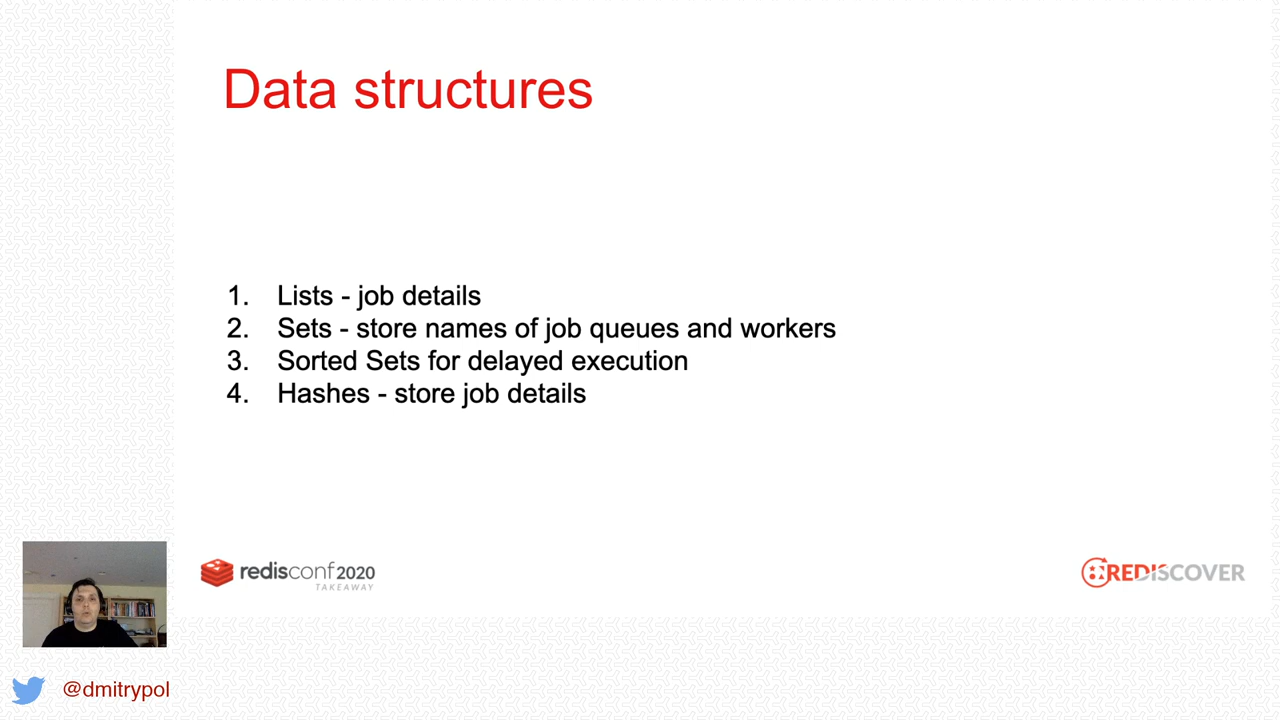 Data structures
1. Lists - job details
2. Sets - store names of job queues and workers
3. Sorted Sets for delayed execution
4. Hashes - store job details
redisconf 2020
TAKEAWAY
REDISCOVER
@dmitrypol